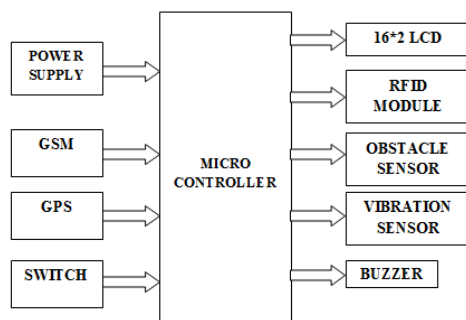 POWER
SUPPLY
GSM
GPS
SWITCH
MICRO
CONTROLLER
16*2 LCD
RFID
MODULE
OBSTACLE
SENSOR
VIBRATION
SENSOR
BUZZER